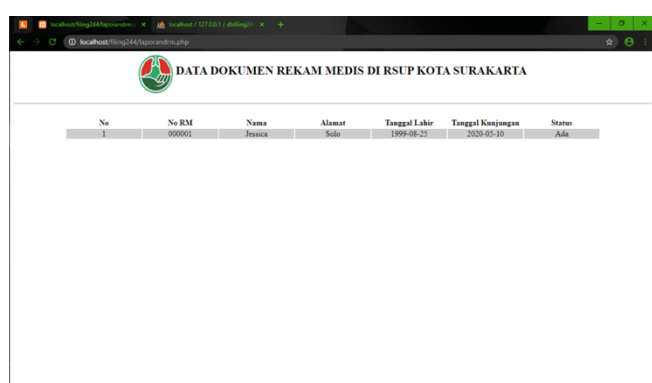 localhost/filing244/laporandrm.p
localhost / 127.0.0.1 / dbfiling2
localhost/filing244/laporandrm.php
DATA DOKUMEN REKAM MEDIS DI RSUP KOTA SURAKARTA
No No RM Nama Alamat Tanggal Lahir Tanggal Kunjungan Status
1 000001 Jessica Solo 1999-08-25 2020-05-10 Ada